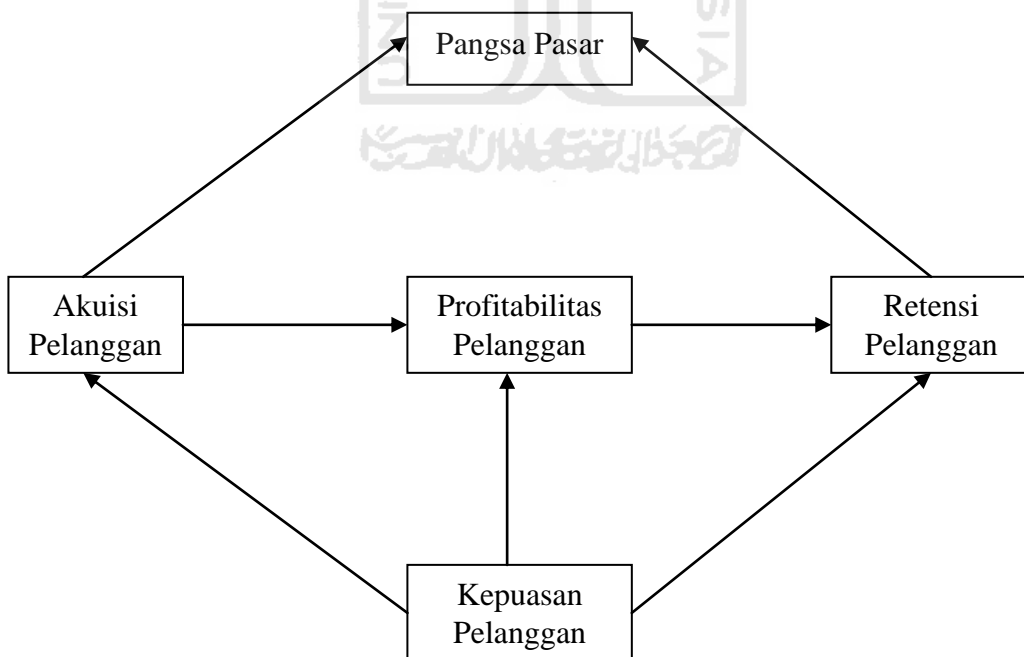 Pangsa Pasar
Akuisi
Pelanggan
Profitabilitas
Pelanggan
Retensi
Pelanggan
Kepuasan
Pelanggan